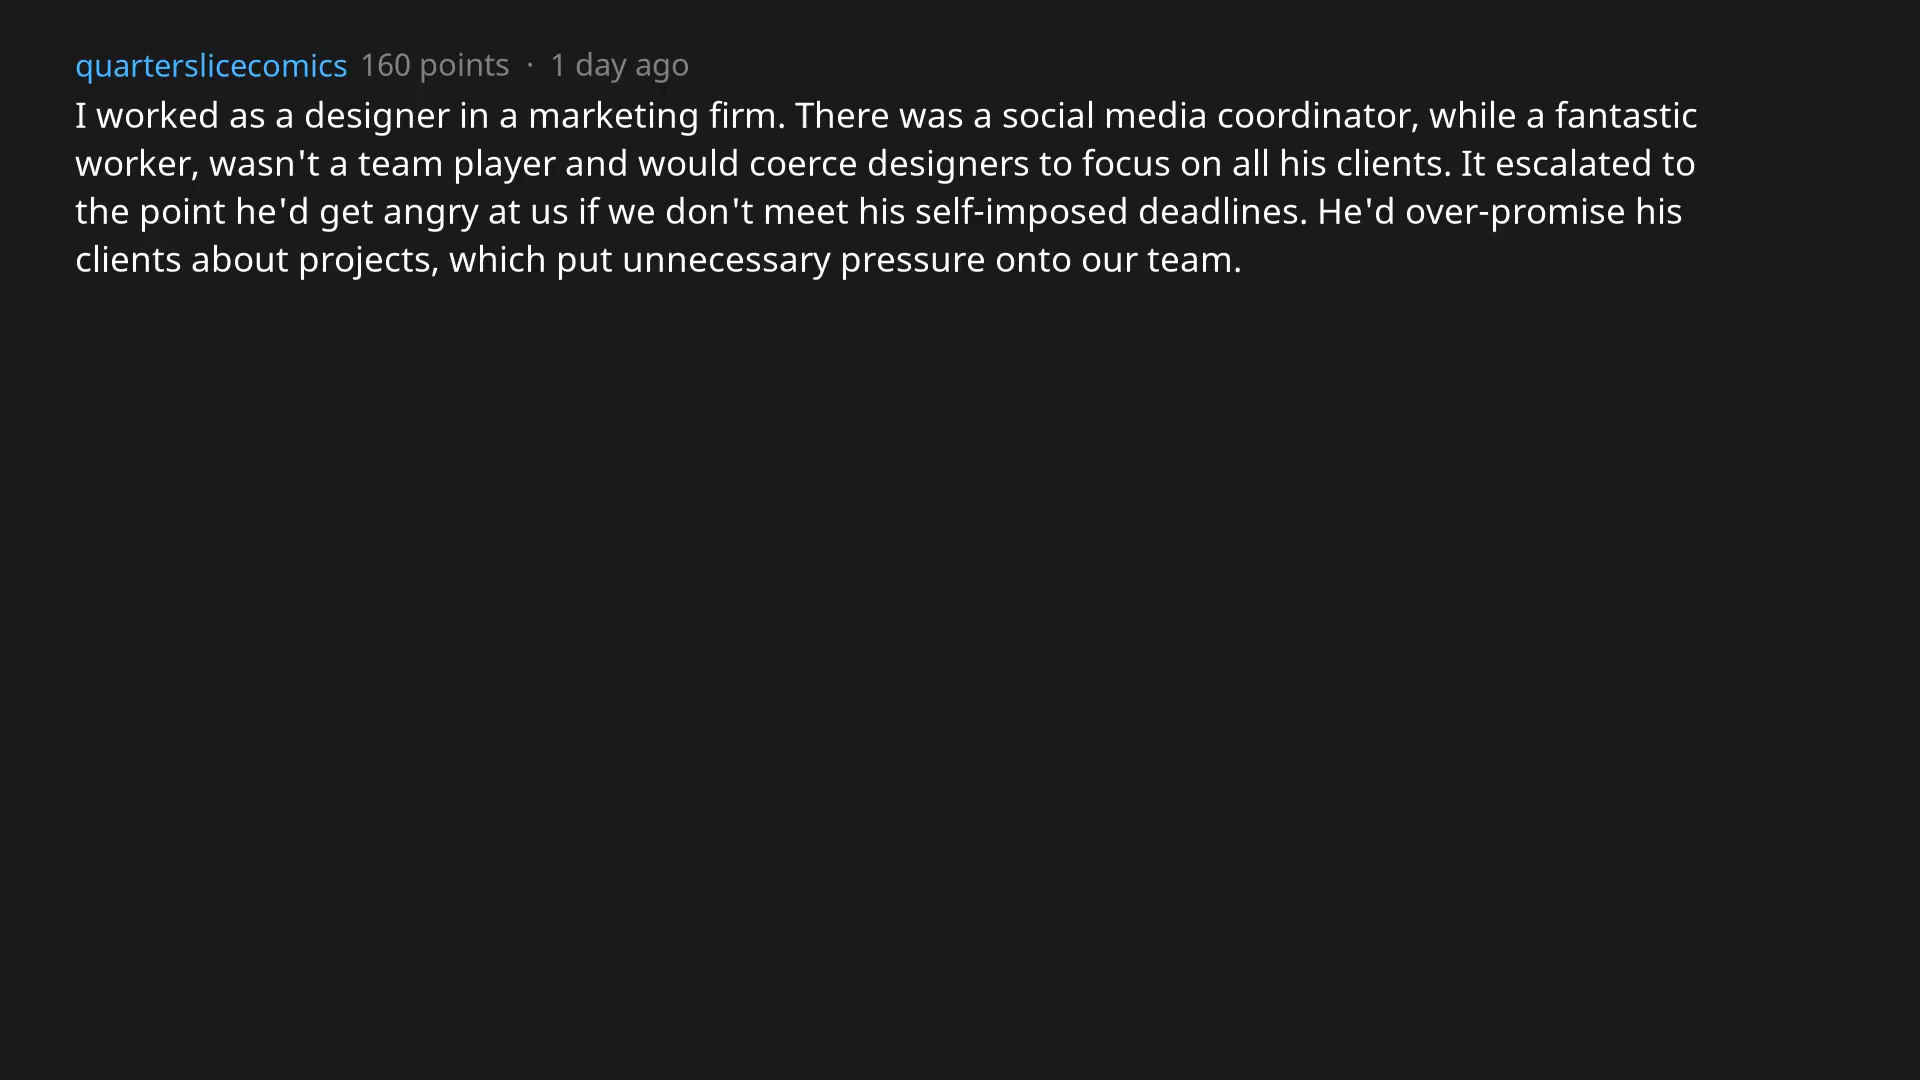 quarterslicecomics 160 points · 1 day ago
I worked as a designer in a marketing firm. There was a social media coordinator, while a fantastic
worker, wasn't a team player and would coerce designers to focus on all his clients. It escalated to
the point he'd get angry at us if we don't meet his self-imposed deadlines. He'd over-promise his
clients about projects, which put unnecessary pressure onto our team.